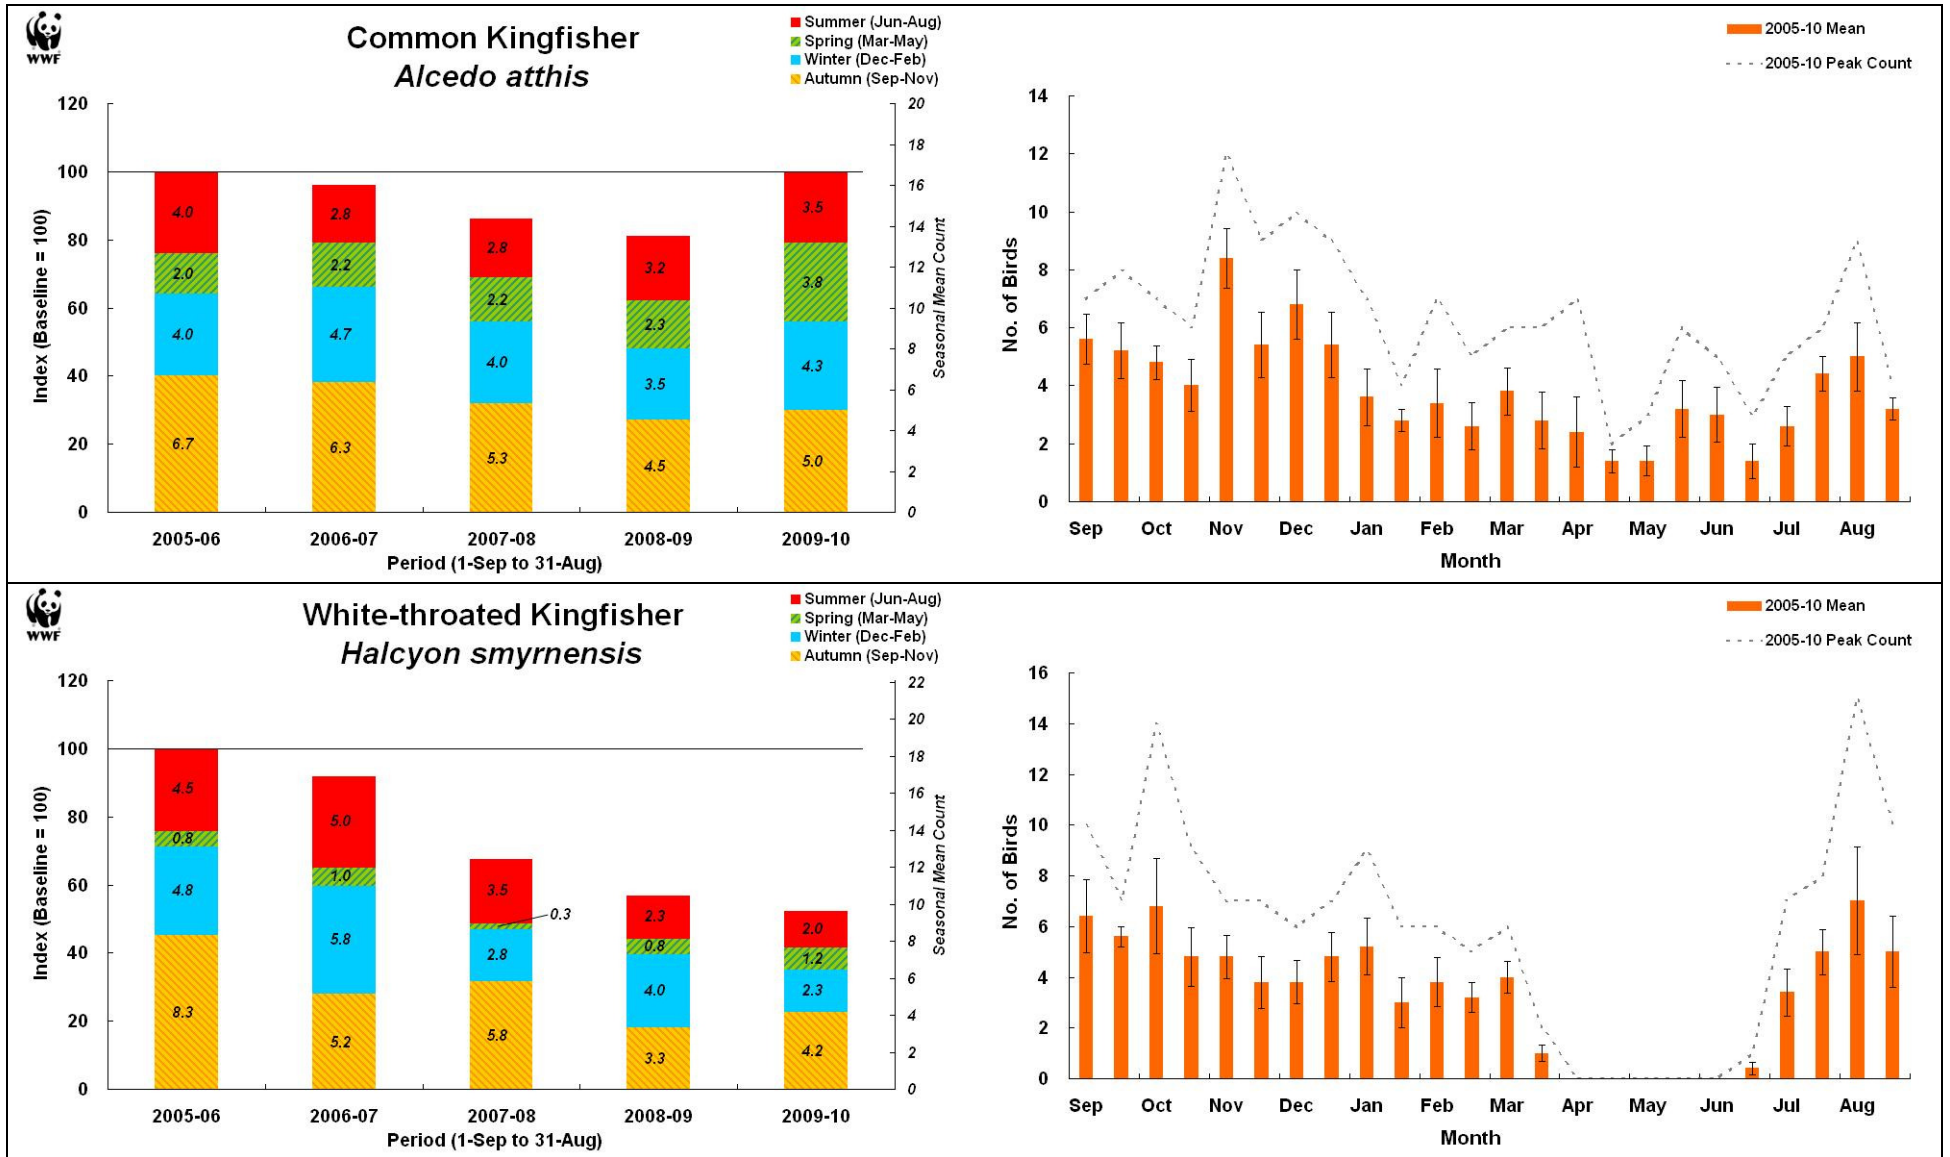 WWF
Common Kingfisher
Alcedo atthis
Summer (Jun-Aug)
Spring (Mar-May)
Winter (Dec-Feb)
Autumn (Sep-Nov)
Index (Baseline = 100)
120
100
80
60
40
20
0
4.0
2.0
4.0
6.7
2.8
2.2
4.7
6.3
2.8
2.2
4.0
5.3
3.2
2.3
3.5
4.5
3.5
3.8
4.3
5.0
20
18
16
14
12
10
8
6
4
2
0
Seasonal Mean Count
2005-06 2006-07 2007-08 2008-09 2009-10
Period (1-Sep to 31-Aug)
2005-10 Mean
2005-10 Peak Count
No. of Birds
14
12
10
8
6
4
2
0
Sep Oct Nov Dec Jan Feb Mar Apr May Jun Jul Aug
Month
WWF
White-throated Kingfisher
Halcyon smyrnensis
Summer (Jun-Aug)
Spring (Mar-May)
Winter (Dec-Feb)
Autumn (Sep-Nov)
Index (Baseline = 100)
120
100
80
60
40
20
0
4.5
0.8
4.8
8.3
5.0
1.0
5.8
5.2
3.5
0.3
2.8
5.8
2.3
0.8
4.0
3.3
2.0
1.2
2.3
4.2
22
20
18
16
14
12
10
8
6
4
2
0
Seasonal Mean Count
2005-06 2006-07 2007-08 2008-09 2009-10
Period (1-Sep to 31-Aug)
2005-10 Mean
2005-10 Peak Count
No. of Birds
16
14
12
10
8
6
4
2
0
Sep Oct Nov Dec Jan Feb Mar Apr May Jun Jul Aug
Month